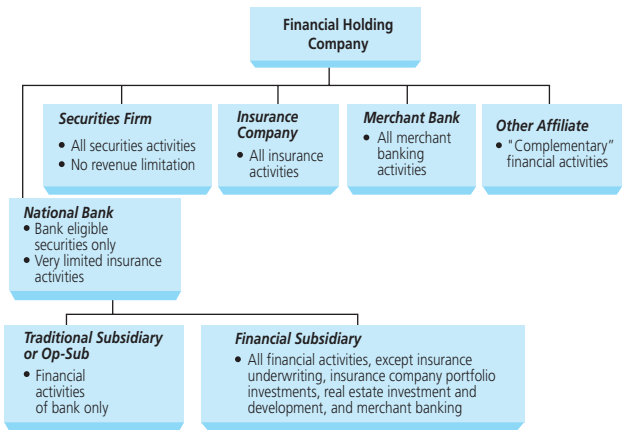 Financial Holding
Company
Securities Firm
• All securities activities
• No revenue limitation
Insurance
Company
• All insurance
activities
Merchant Bank
• All merchant
banking
activities
Other Affiliate
• "Complementary”
financial activities
National Bank
• Bank eligible
securities only
• Very limited insurance
activities
Traditional Subsidiary
or Op-Sub
• Financial
activities
of bank only
Financial Subsidiary
• All financial activities, except insurance
underwriting, insurance company portfolio
investments, real estate investment and
development, and merchant banking